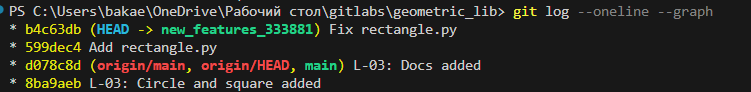 PS C:\Users\bakae\OneDrive\Рабочий стол\gitlabs\geometric_lib> git log --oneline --graph
* b4c63db (HEAD -> new_features_333881) Fix rectangle.py
* 599dec4 Add rectangle.py
* d078c8d (origin/main, origin/HEAD, main) L-03: Docs added
* 8ba9aeb L-03: Circle and square added